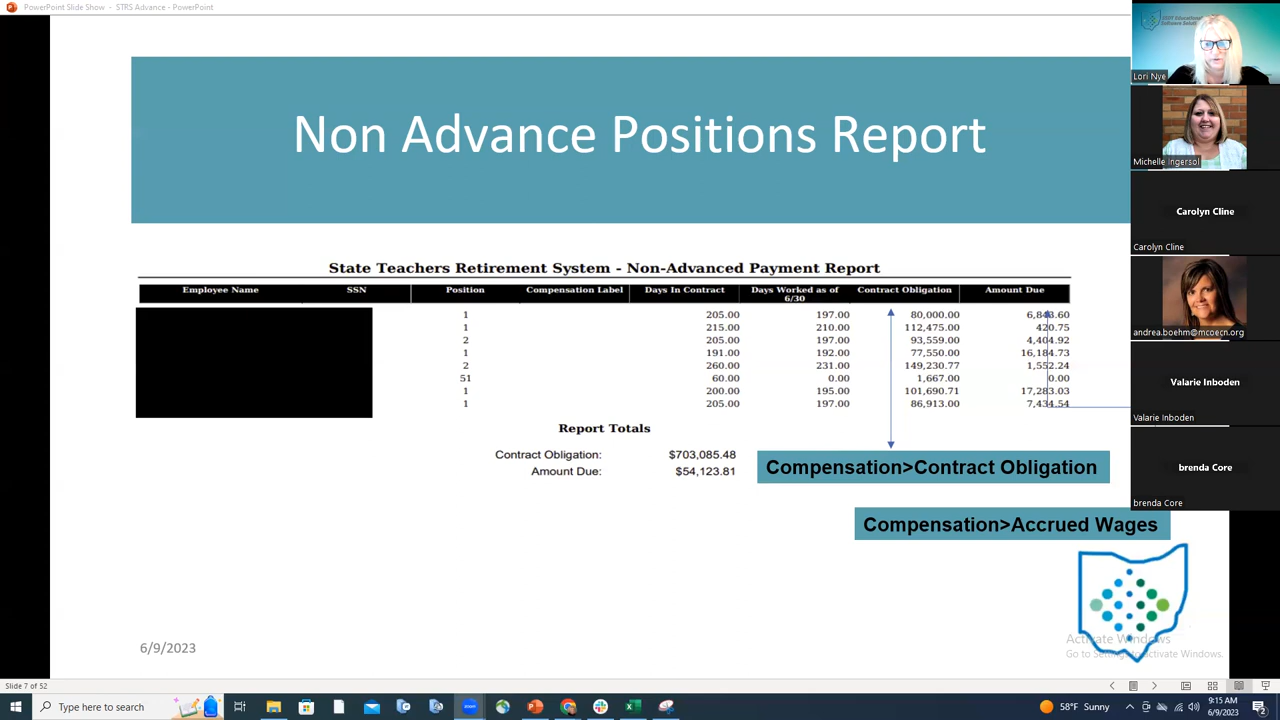 PowerPoint Slide Show - STRS Advance - PowerPoint
Non Advance Positions Report
State Teachers Retirement System - Non-Advanced Payment Report
Employee Name SSN Position Compensation Label Days In Contract Days Worked as of 6/30 Contract Obligation Amount Due
1 205.00 197.00 80,000.00 6,843.60
1 215.00 210.00 112,475.00 420.75
2 205.00 197.00 93,559.00 4,404.92
1 191.00 192.00 77,550.00 16,184.73
2 260.00 231.00 149,230.77 1,552.24
51 60.00 0.00 1,667.00 0.00
1 200.00 195.00 101,690.71 17,283.03
1 205.00 197.00 86,913.00 7,434.54
Report Totals
Contract Obligation: $703,085.48
Amount Due: $54,123.81
Compensation>Contract Obligation
Compensation>Accrued Wages
6/9/2023
Activate Windows
Go to Settings to activate Windows.
Lori Nye
Michelle Ingersol
Carolyn Cline
Carolyn Cline
andrea.boehm@mcoecn.org
Valarie Inboden
Valarie Inboden
brenda Core
brenda Core
Slide 7 of 52
Type here to search
58°F Sunny
9:15 AM
6/9/2023